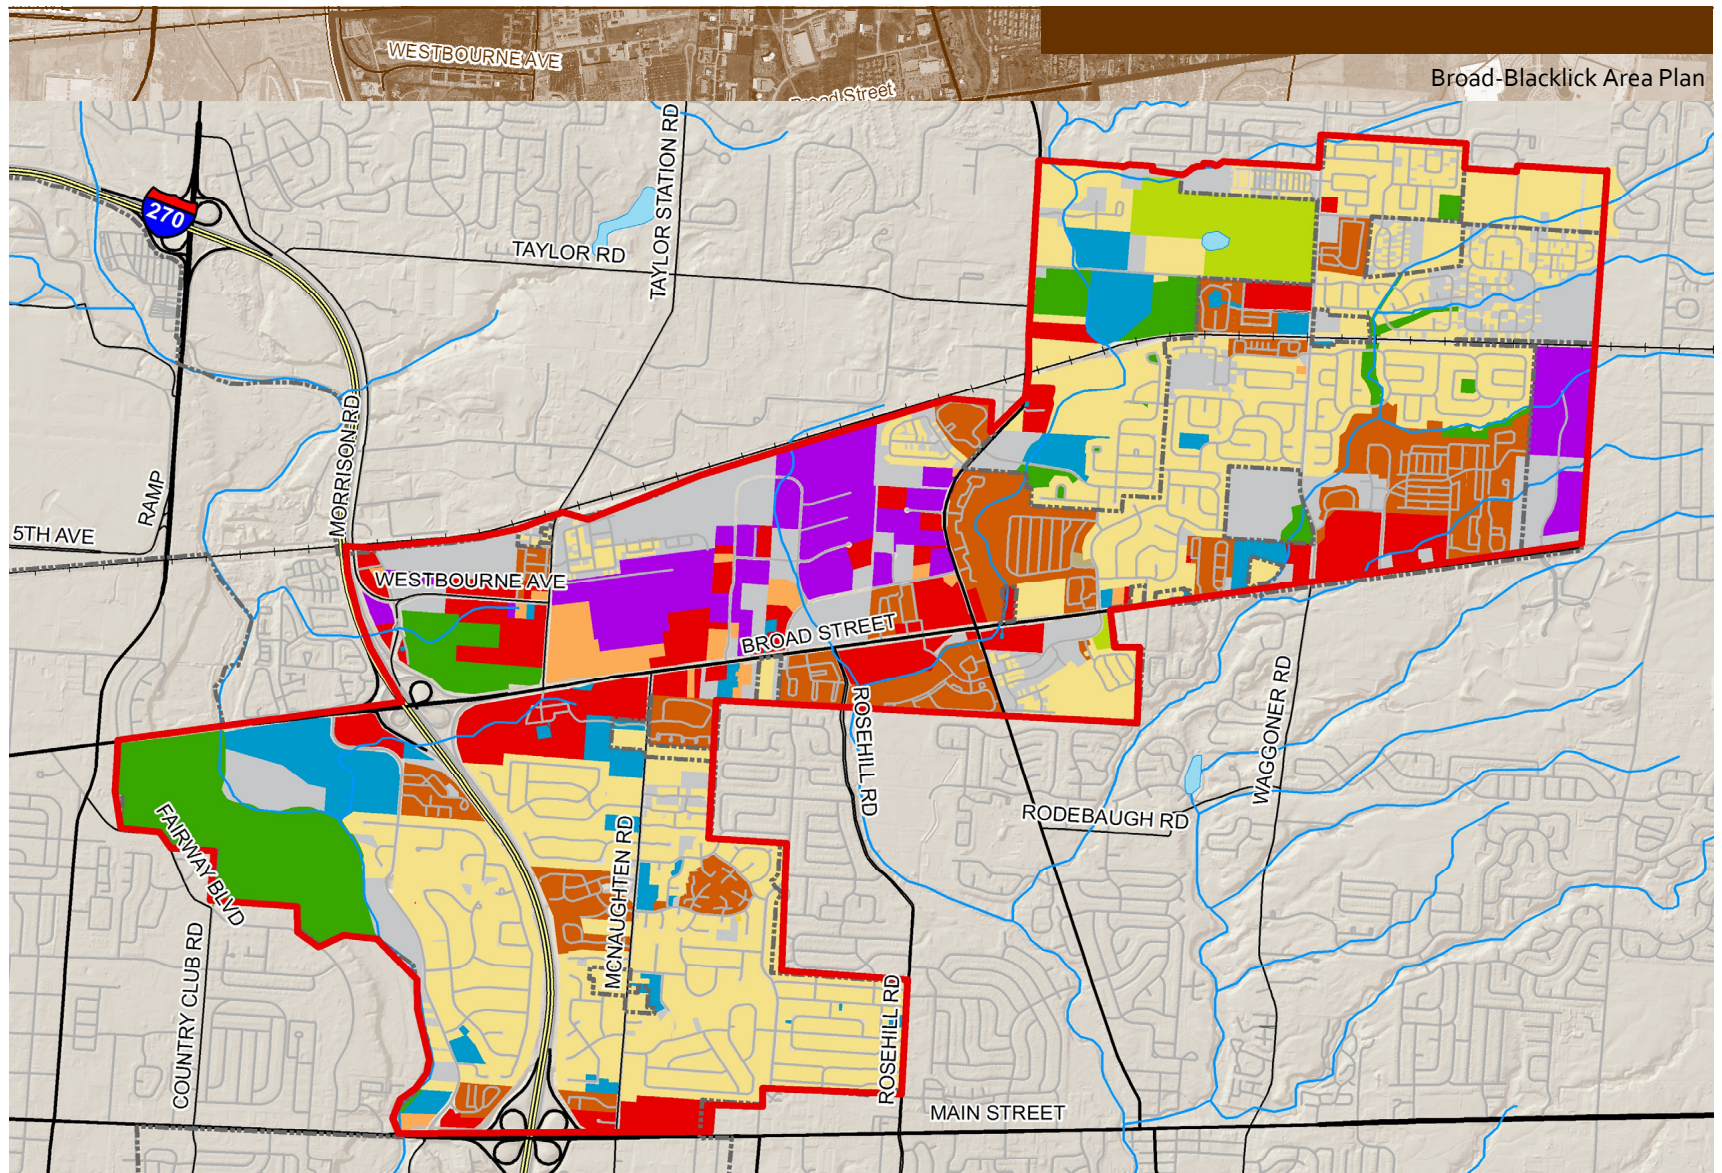 WESTBOURNE AVE
Broad Street
Broad-Blacklick Area Plan
270
TAYLOR RD
TAYLOR STATION RD
MORRISON RD
RAMP
5TH AVE
WESTBOURNE AVE
BROAD STREET
ROSEHILL RD
WAGGONER RD
RODEBAUGH RD
FAIRWAY BLVD
MCNAUGHTEN RD
COUNTRY CLUB RD
ROSEHILL RD
MAIN STREET